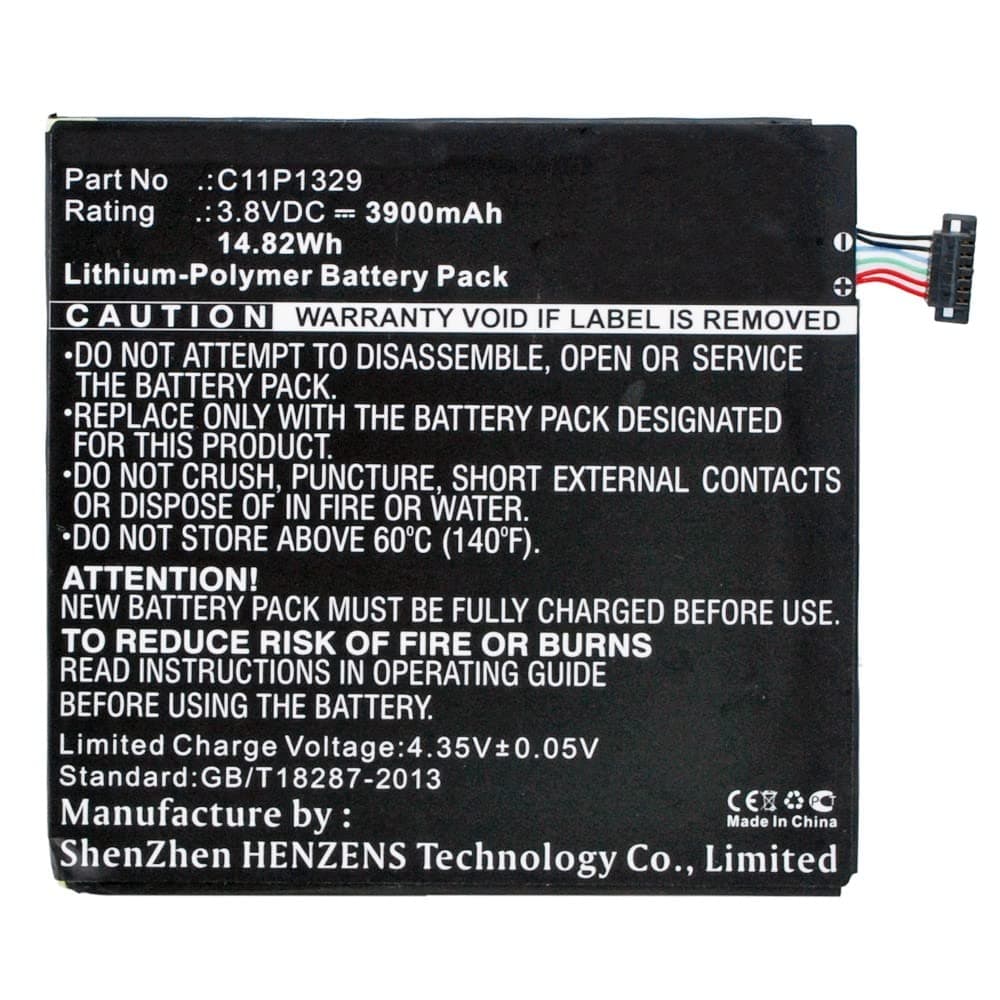 Part No .:C11P1329
Rating .:3.8VDC ⎓ 3900mAh
14.82Wh
Lithium-Polymer Battery Pack
CAUTION WARRANTY VOID IF LABEL IS REMOVED
•DO NOT ATTEMPT TO DISASSEMBLE, OPEN OR SERVICE
THE BATTERY PACK.
•REPLACE ONLY WITH THE BATTERY PACK DESIGNATED
FOR THIS PRODUCT.
•DO NOT CRUSH, PUNCTURE, SHORT EXTERNAL CONTACTS
OR DISPOSE OF IN FIRE OR WATER.
•DO NOT STORE ABOVE 60°C (140°F).
ATTENTION!
NEW BATTERY PACK MUST BE FULLY CHARGED BEFORE USE.
TO REDUCE RISK OF FIRE OR BURNS
READ INSTRUCTIONS IN OPERATING GUIDE
BEFORE USING THE BATTERY.
Limited Charge Voltage:4.35V±0.05V
Standard:GB/T18287-2013
CE
Made In China
Manufacture by :
ShenZhen HENZENS Technology Co., Limited